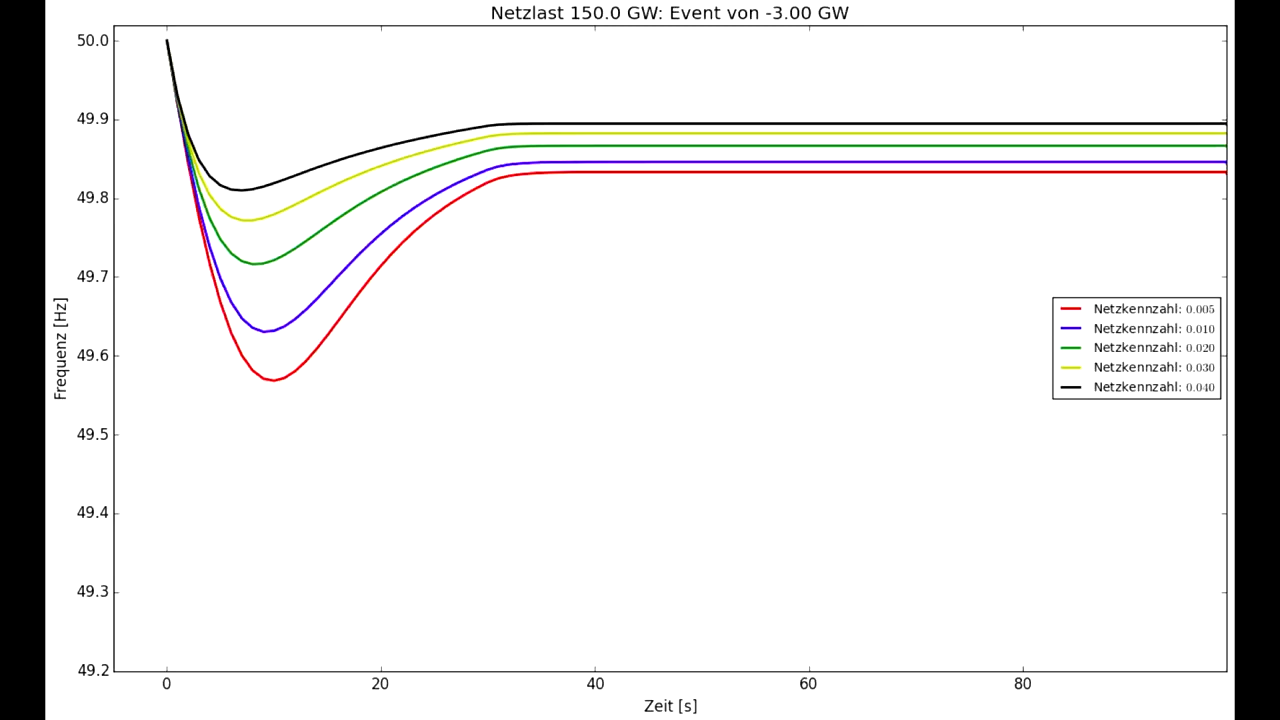 Netzlast 150.0 GW: Event von -3.00 GW
50.0
49.9
49.8
49.7
49.6
49.5
49.4
49.3
49.2
Frequenz [Hz]
Netzkennzahl: 0.005
Netzkennzahl: 0.010
Netzkennzahl: 0.020
Netzkennzahl: 0.030
Netzkennzahl: 0.040
0 20 40 60 80
Zeit [s]